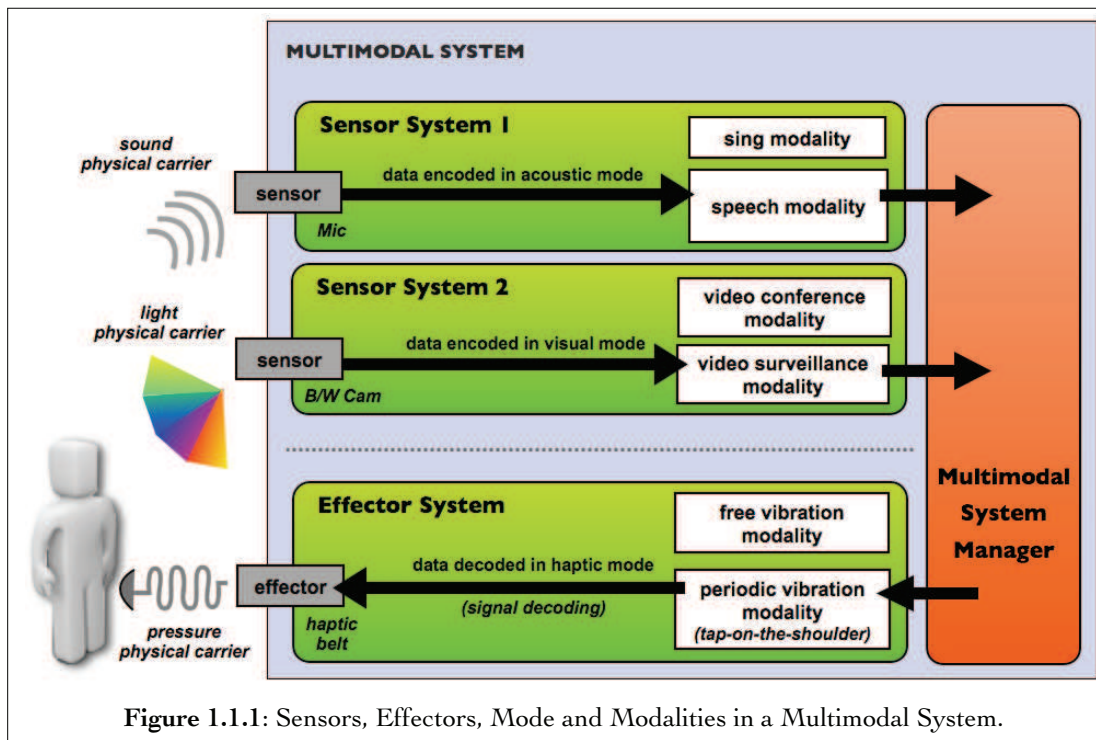 MULTIMODAL SYSTEM
Sensor System 1
sound
physical carrier
sensor
Mic
data encoded in acoustic mode
sing modality
speech modality
Sensor System 2
light
physical carrier
sensor
B/W Cam
data encoded in visual mode
video conference
modality
video surveillance
modality
Effector System
free vibration
modality
periodic vibration
modality
(tap-on-the-shoulder)
data decoded in haptic mode
(signal decoding)
effector
haptic
belt
pressure
physical carrier
Multimodal
System
Manager
Figure 1.1.1: Sensors, Effectors, Mode and Modalities in a Multimodal System.